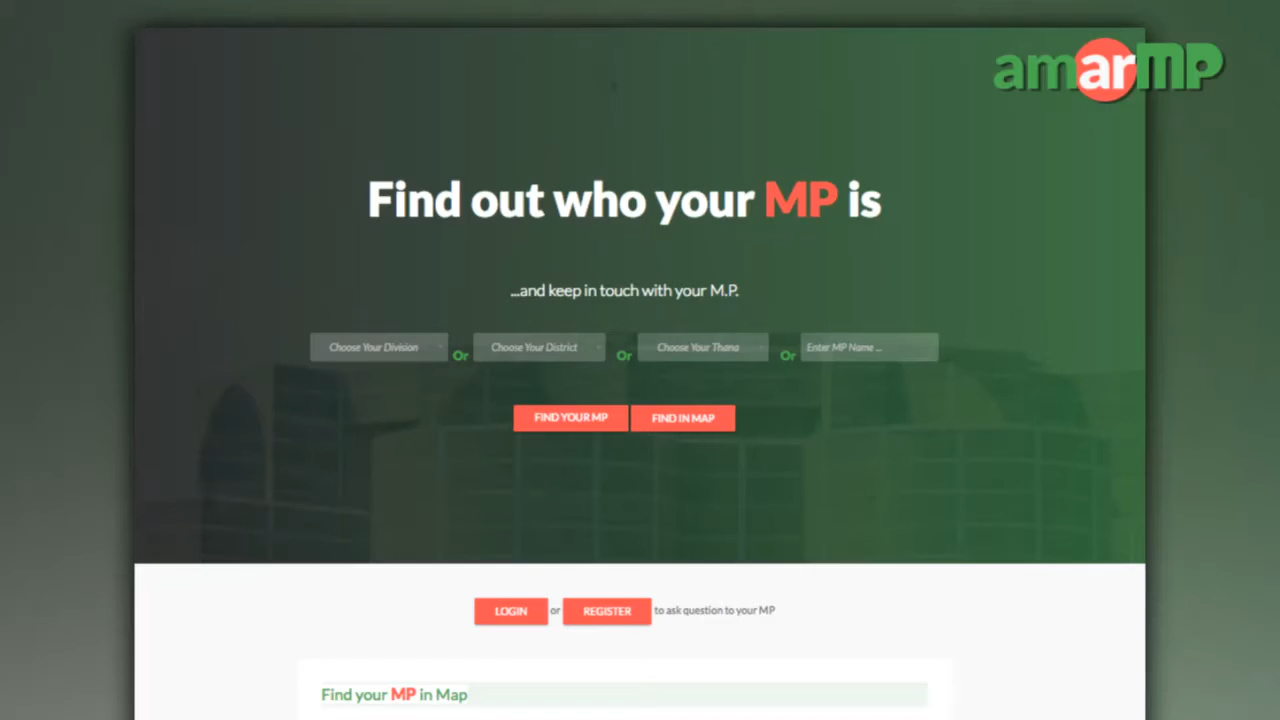 amarMP
Find out who your MP is
...and keep in touch with your M.P.
Choose Your Division Or Choose Your District Or Choose Your Thana Or Enter MP Name ...
FIND YOUR MP FIND IN MAP
LOGIN or REGISTER to ask question to your MP
Find your MP in Map